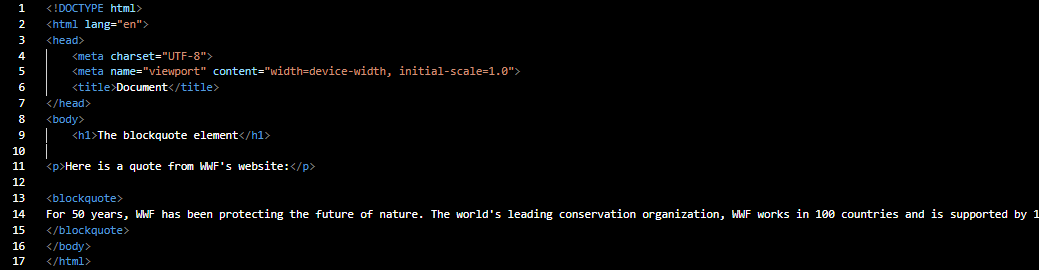 1 <!DOCTYPE html>
2 <html lang="en">
3 <head>
4 <meta charset="UTF-8">
5 <meta name="viewport" content="width=device-width, initial-scale=1.0">
6 <title>Document</title>
7 </head>
8 <body>
9 <h1>The blockquote element</h1>
10
11 <p>Here is a quote from WWF's website:</p>
12
13 <blockquote>
14 For 50 years, WWF has been protecting the future of nature. The world's leading conservation organization, WWF works in 100 countries and is supported by 1
15 </blockquote>
16 </body>
17 </html>